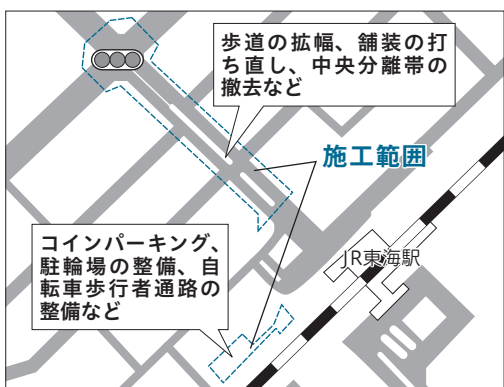 歩道の拡幅、舗装の打
ち直し、中央分離帯の
撤去など
施工範囲
コインパーキング、
駐輪場の整備、自
転車歩行者通路の
整備など
JR東海駅